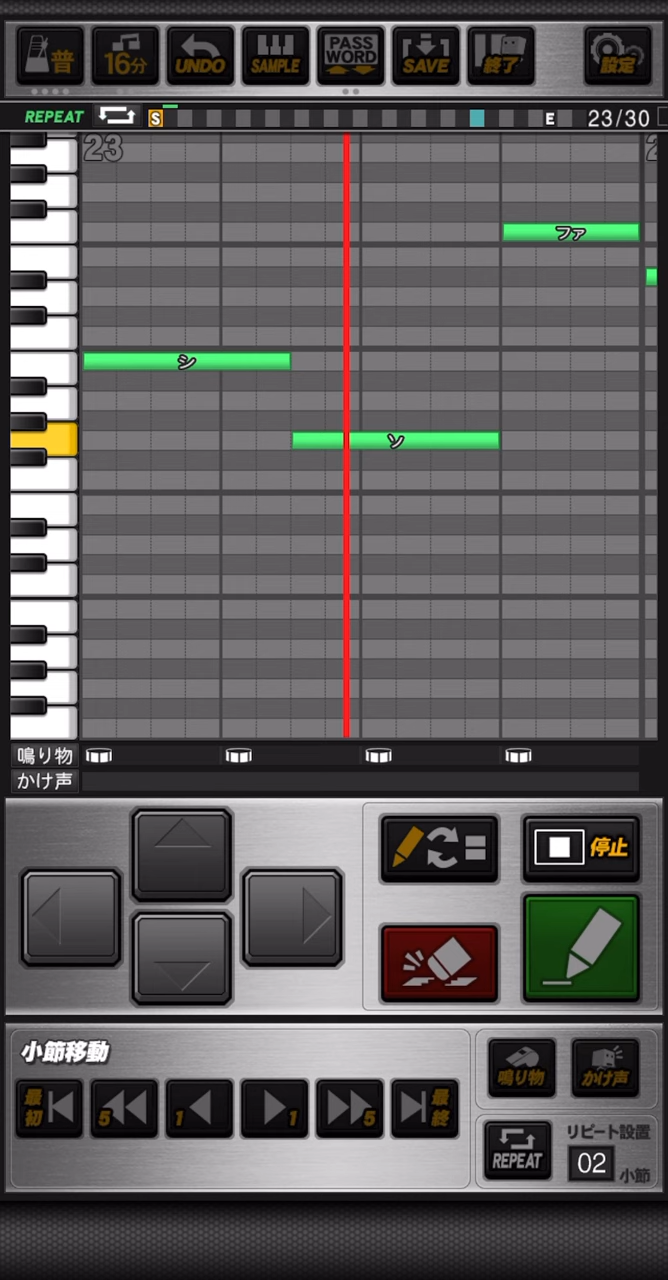 普 16分 UNDO SAMPLE PASS WORD SAVE 終了 設定
REPEAT S E 23/30
23
ファ
シ
ソ
鳴り物
かけ声
停止
小節移動
最初 5 1 1 5 最終
鳴り物 かけ声
REPEAT リピート設置
02 小節